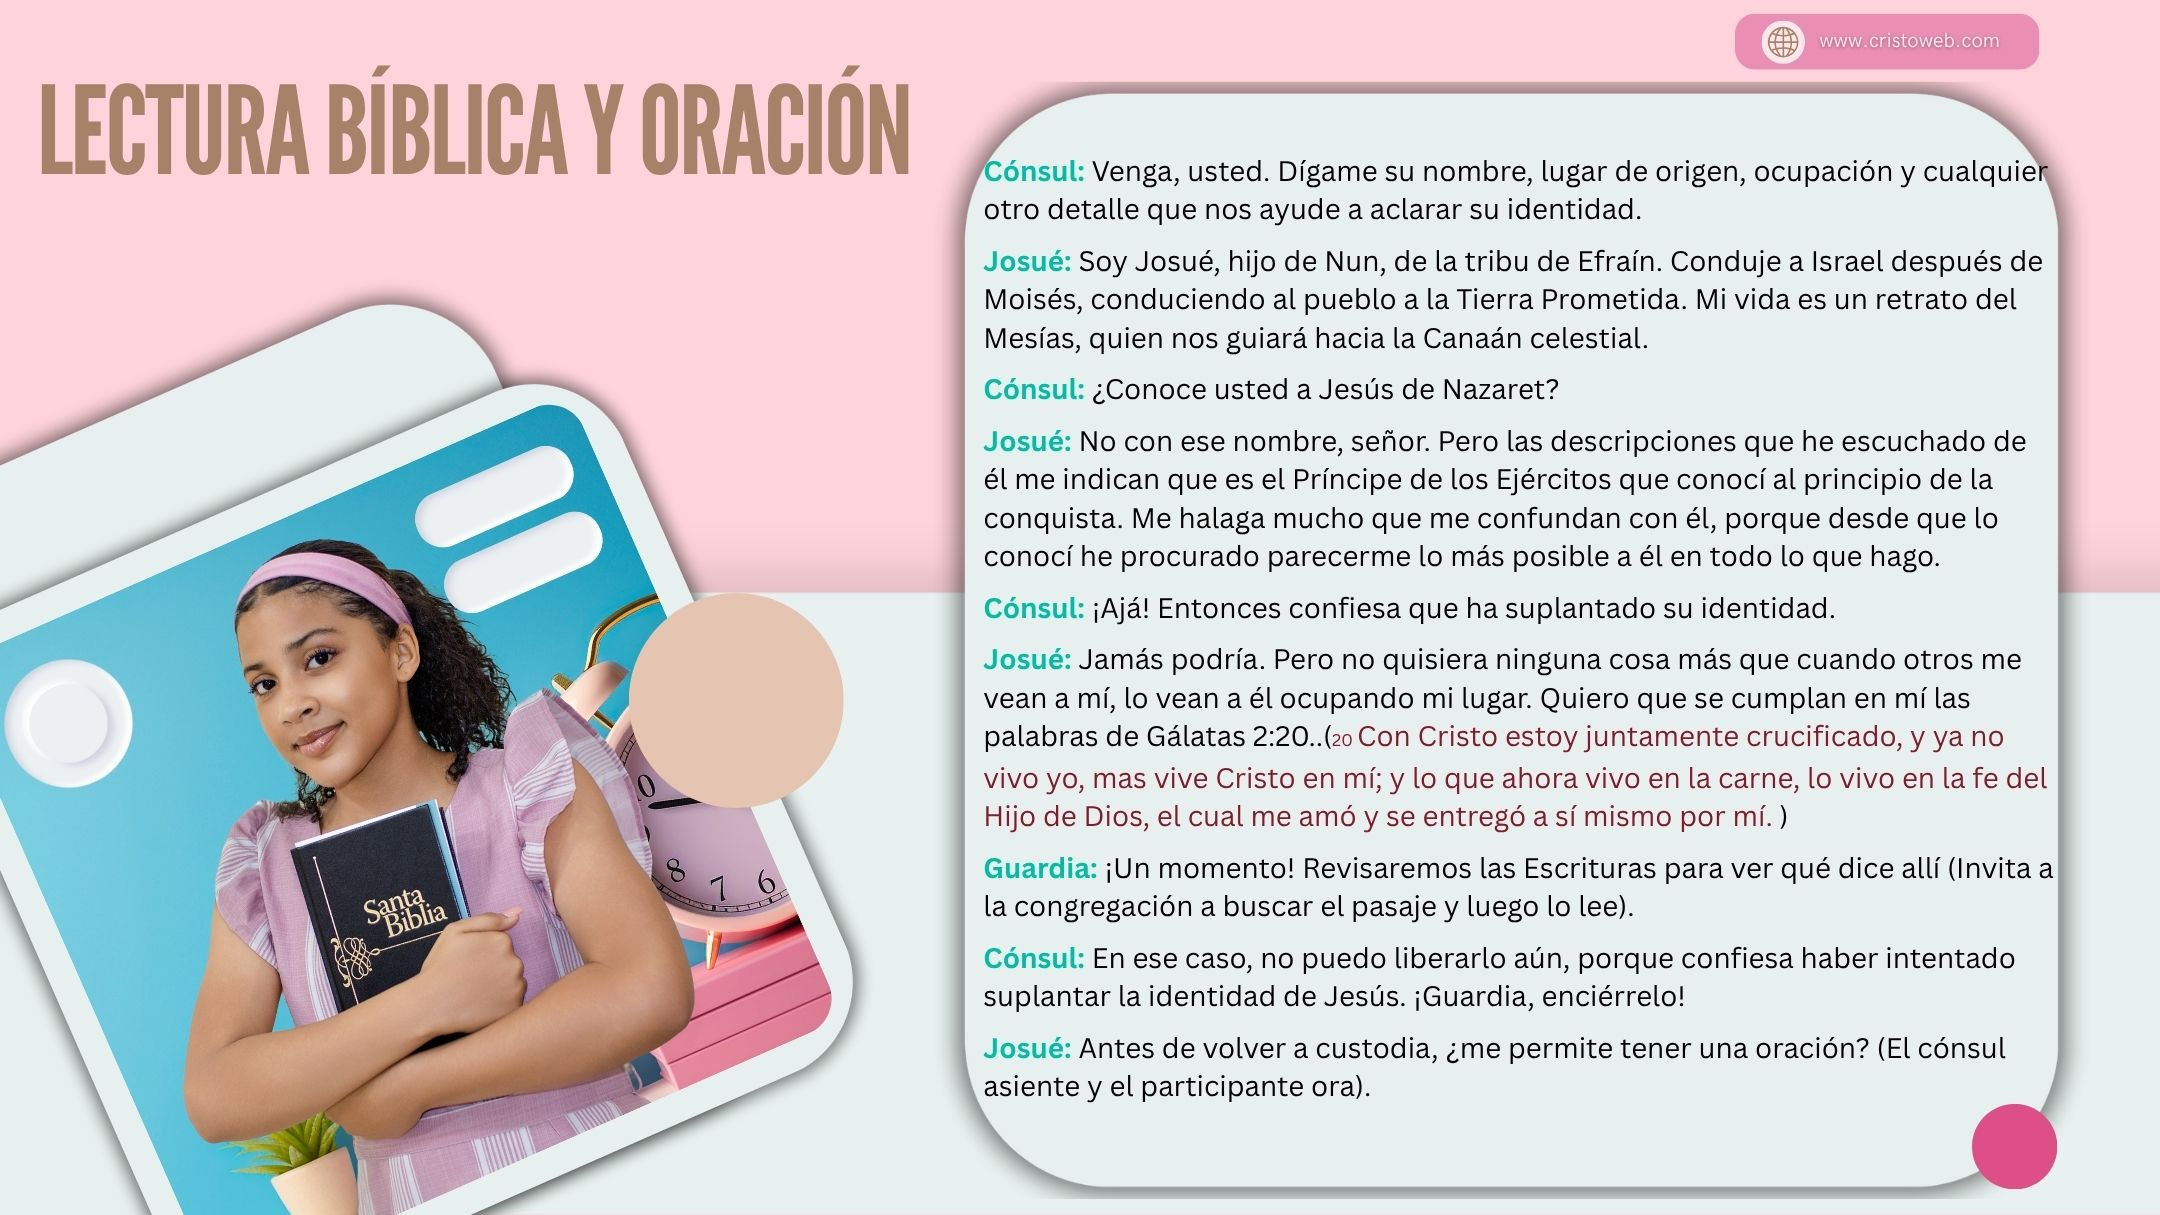 www.cristoweb.com
LECTURA BÍBLICA Y ORACIÓN
Cónsul: Venga, usted. Dígame su nombre, lugar de origen, ocupación y cualquier
otro detalle que nos ayude a aclarar su identidad.
Josué: Soy Josué, hijo de Nun, de la tribu de Efraín. Conduje a Israel después de
Moisés, conduciendo al pueblo a la Tierra Prometida. Mi vida es un retrato del
Mesías, quien nos guiará hacia la Canaán celestial.
Cónsul: ¿Conoce usted a Jesús de Nazaret?
Josué: No con ese nombre, señor. Pero las descripciones que he escuchado de
él me indican que es el Príncipe de los Ejércitos que conocí al principio de la
conquista. Me halaga mucho que me confundan con él, porque desde que lo
conocí he procurado parecerme lo más posible a él en todo lo que hago.
Cónsul: ¡Ajá! Entonces confiesa que ha suplantado su identidad.
Josué: Jamás podría. Pero no quisiera ninguna cosa más que cuando otros me
vean a mí, lo vean a él ocupando mi lugar. Quiero que se cumplan en mí las
palabras de Gálatas 2:20..(20 Con Cristo estoy juntamente crucificado, y ya no
vivo yo, mas vive Cristo en mí; y lo que ahora vivo en la carne, lo vivo en la fe del
Hijo de Dios, el cual me amó y se entregó a sí mismo por mí. )
Guardia: ¡Un momento! Revisaremos las Escrituras para ver qué dice allí (Invita a
la congregación a buscar el pasaje y luego lo lee).
Cónsul: En ese caso, no puedo liberarlo aún, porque confiesa haber intentado
suplantar la identidad de Jesús. ¡Guardia, enciérrelo!
Josué: Antes de volver a custodia, ¿me permite tener una oración? (El cónsul
asiente y el participante ora).
Santa
Biblia
10
8
7
6